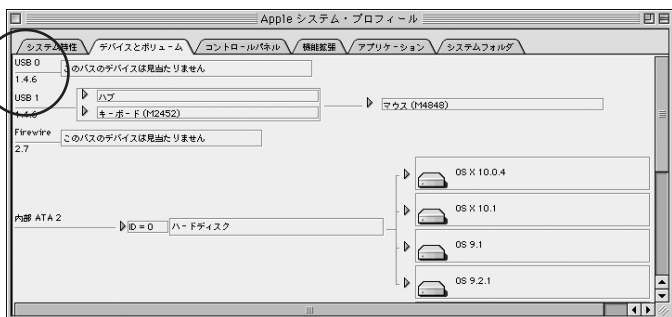 Apple システム・プロフィール
システム特性 デバイスとボリューム コントロールパネル 機能拡張 アプリケーション システムフォルダ
USB 0 このバスのデバイスは見当たりません
1.4.6
USB 1 ハブ
1.4.6 キーボード (M2452) マウス (M4848)
Firewire このバスのデバイスは見当たりません
2.7
OS X 10.0.4
OS X 10.1
内部 ATA 2 ID = 0 ハードディスク
OS 9.1
OS 9.2.1